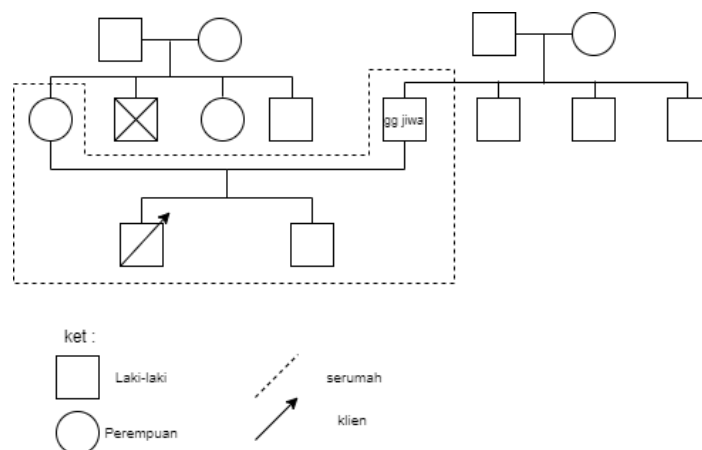 gg jiwa
ket :
Laki-laki
serumah
Perempuan
klien